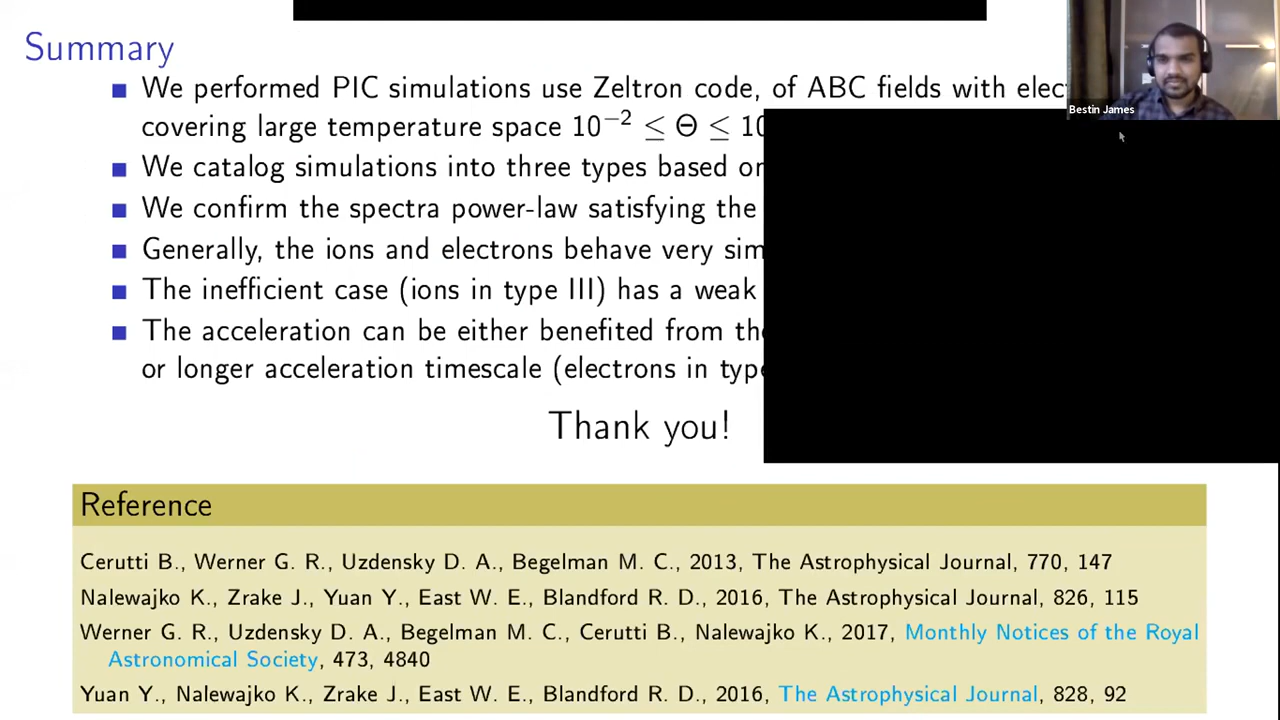 Summary
We performed PIC simulations use Zeltron code, of ABC fields with
Bestin James
covering large temperature space 10⁻² ≤ Θ ≤
We catalog simulations into three types based
We confirm the spectra power-law satisfying the
Generally, the ions and electrons behave very
The inefficient case (ions in type III) has a weak
The acceleration can be either benefited from
or longer acceleration timescale (electrons in
Thank you!
Reference
Cerutti B., Werner G. R., Uzdensky D. A., Begelman M. C., 2013, The Astrophysical Journal, 770, 147
Nalewajko K., Zrake J., Yuan Y., East W. E., Blandford R. D., 2016, The Astrophysical Journal, 826, 115
Werner G. R., Uzdensky D. A., Begelman M. C., Cerutti B., Nalewajko K., 2017, Monthly Notices of the Royal
Astronomical Society, 473, 4840
Yuan Y., Nalewajko K., Zrake J., East W. E., Blandford R. D., 2016, The Astrophysical Journal, 828, 92